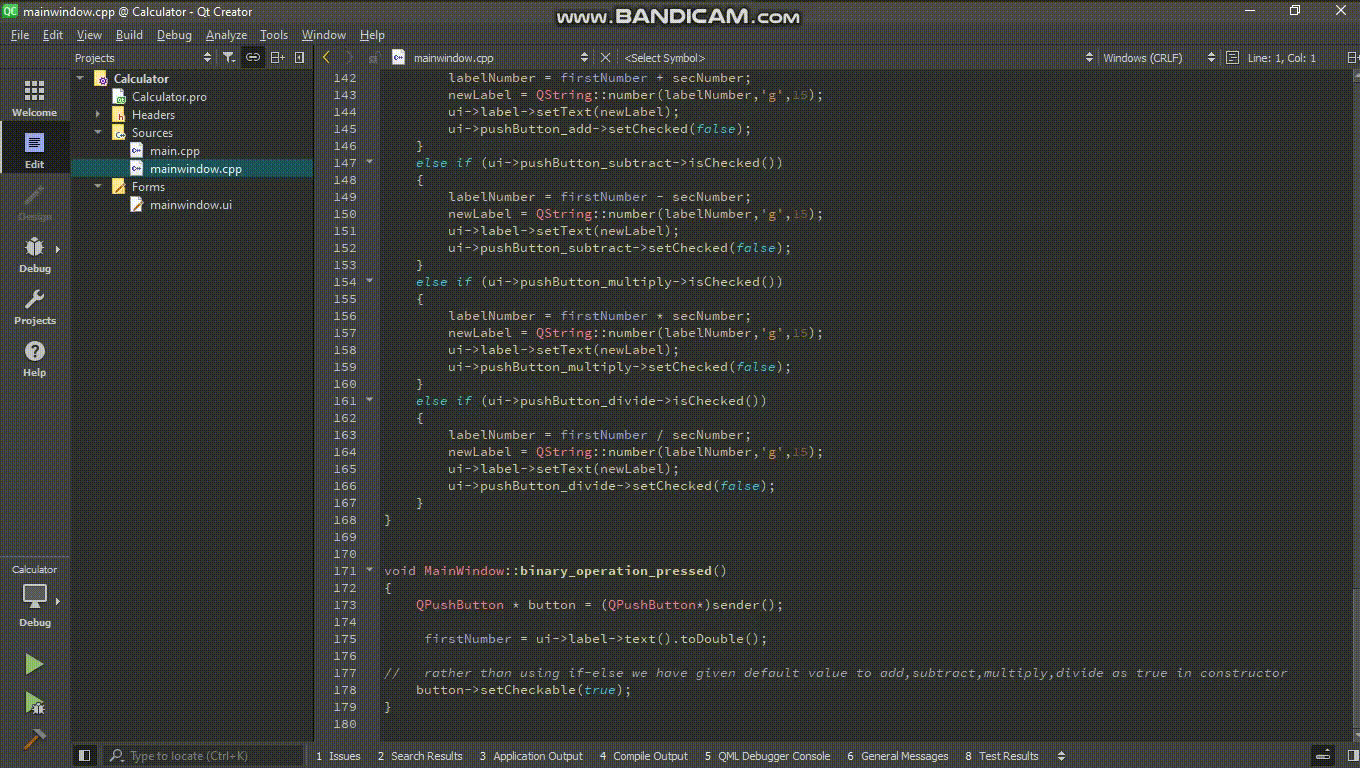 mainwindow.cpp @ Calculator - Qt Creator
www.BANDICAM.com
File Edit View Build Debug Analyze Tools Window Help
Projects
mainwindow.cpp
<Select Symbol>
Windows (CRLF)
Line: 1, Col: 1
Welcome
Edit
Design
Debug
Projects
Help
Calculator
Debug
Calculator
Calculator.pro
Headers
Sources
main.cpp
mainwindow.cpp
Forms
mainwindow.ui
142 labelNumber = firstNumber + secNumber;
143 newLabel = QString::number(labelNumber,'g',15);
144 ui->label->setText(newLabel);
145 ui->pushButton_add->setChecked(false);
146 }
147 else if (ui->pushButton_subtract->isChecked())
148 {
149 labelNumber = firstNumber - secNumber;
150 newLabel = QString::number(labelNumber,'g',15);
151 ui->label->setText(newLabel);
152 ui->pushButton_subtract->setChecked(false);
153 }
154 else if (ui->pushButton_multiply->isChecked())
155 {
156 labelNumber = firstNumber * secNumber;
157 newLabel = QString::number(labelNumber,'g',15);
158 ui->label->setText(newLabel);
159 ui->pushButton_multiply->setChecked(false);
160 }
161 else if (ui->pushButton_divide->isChecked())
162 {
163 labelNumber = firstNumber / secNumber;
164 newLabel = QString::number(labelNumber,'g',15);
165 ui->label->setText(newLabel);
166 ui->pushButton_divide->setChecked(false);
167 }
168 }
169
170
171 void MainWindow::binary_operation_pressed()
172 {
173 QPushButton * button = (QPushButton*)sender();
174
175 firstNumber = ui->label->text().toDouble();
176
177 // rather than using if-else we have given default value to add,subtract,multiply,divide as true in constructor
178 button->setCheckable(true);
179 }
180
Type to locate (Ctrl+K)
1 Issues 2 Search Results 3 Application Output 4 Compile Output 5 QML Debugger Console 6 General Messages 8 Test Results